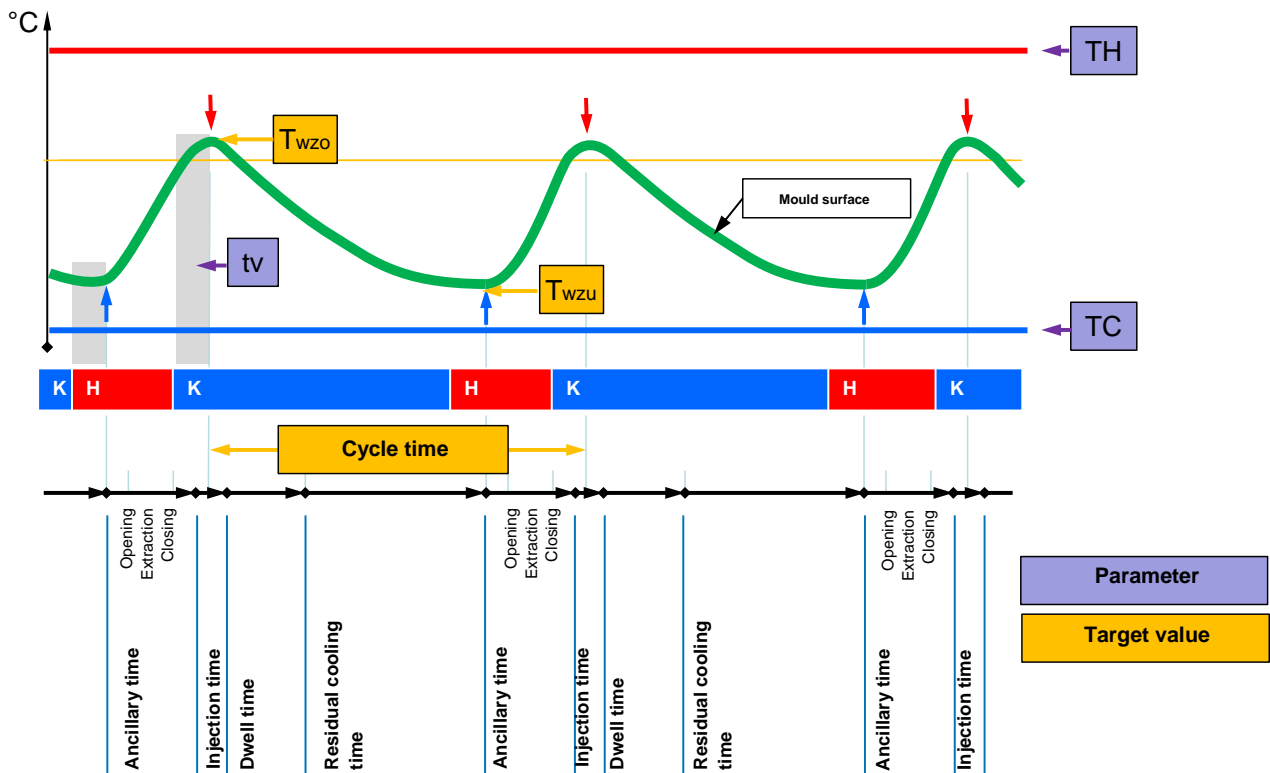 °C
TH
Twzo
Mould surface
tv
Twzu
TC
K
H
K
H
K
H
K
Cycle time
Opening
Extraction
Closing
Opening
Extraction
Closing
Opening
Extraction
Closing
Parameter
Target value
Ancillary time
Injection time
Dwell time
Residual cooling
time
Ancillary time
Injection time
Dwell time
Residual cooling
time
Ancillary time
Injection time